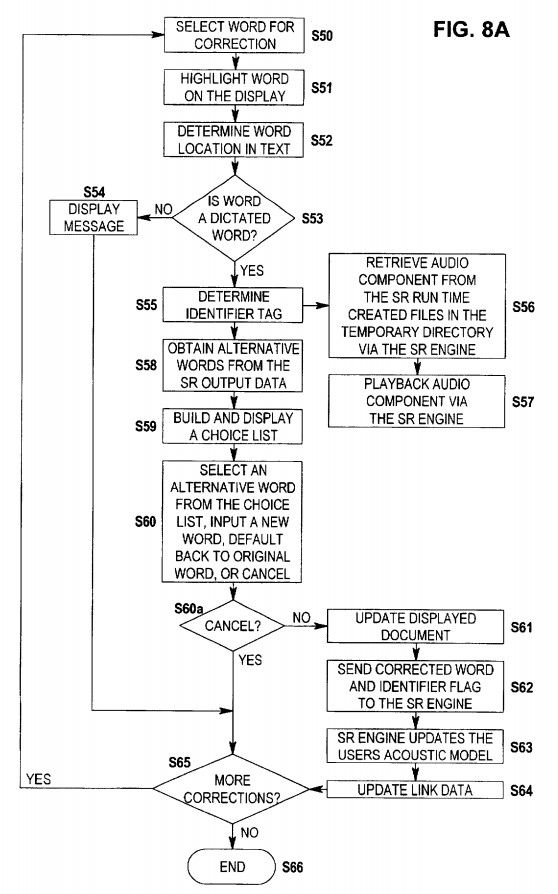 FIG. 8A
SELECT WORD FOR
CORRECTION
S50
HIGHLIGHT WORD
ON THE DISPLAY
S51
DETERMINE WORD
LOCATION IN TEXT
S52
S54
DISPLAY
MESSAGE
NO
IS WORD
A DICTATED
WORD?
S53
YES
S55
DETERMINE
IDENTIFIER TAG
RETRIEVE AUDIO
COMPONENT FROM
THE SR RUN TIME
CREATED FILES IN THE
TEMPORARY DIRECTORY
VIA THE SR ENGINE
S56
PLAYBACK AUDIO
COMPONENT VIA
THE SR ENGINE
S57
S58
OBTAIN ALTERNATIVE
WORDS FROM THE
SR OUTPUT DATA
S59
BUILD AND DISPLAY
A CHOICE LIST
S60
SELECT AN
ALTERNATIVE WORD
FROM THE CHOICE
LIST, INPUT A NEW
WORD, DEFAULT
BACK TO ORIGINAL
WORD, OR CANCEL
S60a
CANCEL?
NO
YES
UPDATE DISPLAYED
DOCUMENT
S61
SEND CORRECTED WORD
AND IDENTIFIER FLAG
TO THE SR ENGINE
S62
SR ENGINE UPDATES THE
USERS ACOUSTIC MODEL
S63
UPDATE LINK DATA
S64
S65
MORE
CORRECTIONS?
YES
NO
END
S66